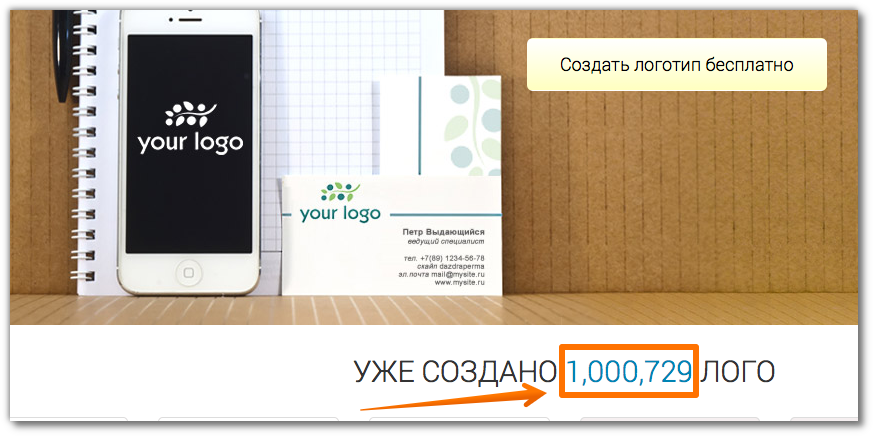 Создать логотип бесплатно
your logo
your logo
Петр Выдающийся
ведущий специалист
тел. +7(89) 1234-56-78
скайп dazdraperma
эл.почта mail@mysite.ru
www.mysite.ru
УЖЕ СОЗДАНО 1,000,729 ЛОГО